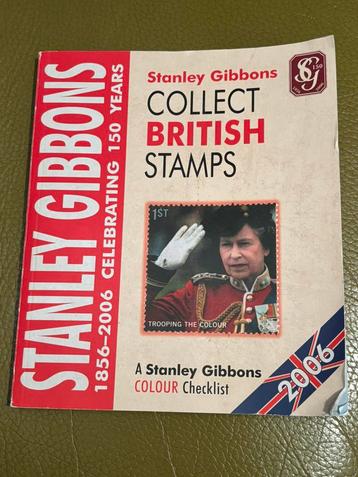 STANLEY GIBBONS
1856-2006 CELEBRATING 150 YEARS
Stanley Gibbons
COLLECT
BRITISH
STAMPS
SG 150
1ST
TROOPING THE COLOUR
A Stanley Gibbons
COLOUR Checklist
2006